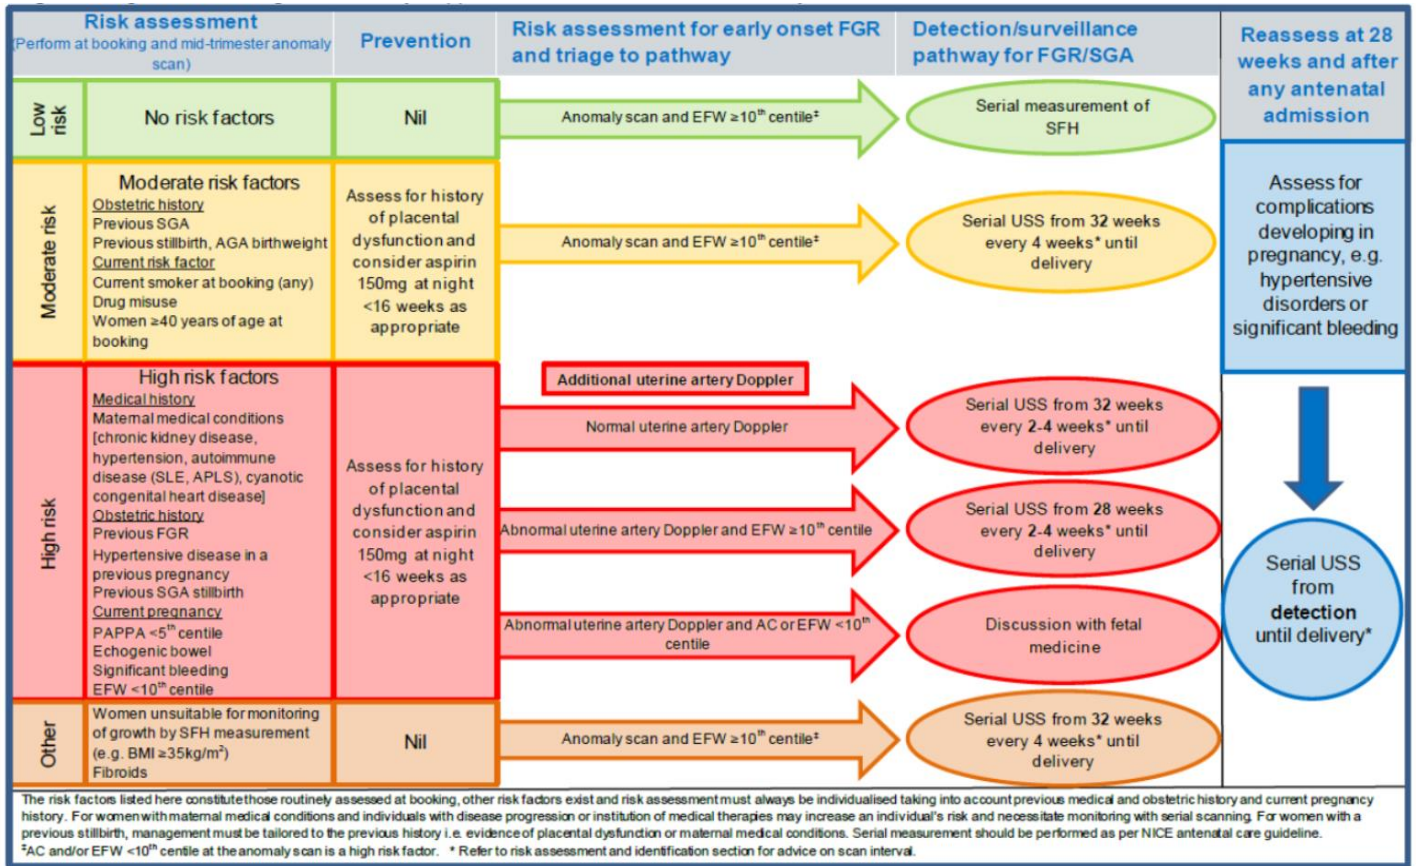 Risk assessment
(Perform at booking and mid-trimester anomaly
scan)
Prevention
Risk assessment for early onset FGR
and triage to pathway
Detection/surveillance
pathway for FGR/SGA
Reassess at 28
weeks and after
any antenatal
admission
Low
risk
No risk factors
Nil
Anomaly scan and EFW ≥10th centile‡
Serial measurement of
SFH
Moderate risk
Moderate risk factors
Obstetric history
Previous SGA
Previous stillbirth, AGA birthweight
Current risk factor
Current smoker at booking (any)
Drug misuse
Women ≥40 years of age at
booking
Assess for history
of placental
dysfunction and
consider aspirin
150mg at night
<16 weeks as
appropriate
Anomaly scan and EFW ≥10th centile‡
Serial USS from 32 weeks
every 4 weeks* until
delivery
Assess for
complications
developing in
pregnancy, e.g.
hypertensive
disorders or
significant bleeding
High risk
High risk factors
Medical history
Maternal medical conditions
[chronic kidney disease,
hypertension, autoimmune
disease (SLE, APLS), cyanotic
congenital heart disease]
Obstetric history
Previous FGR
Hypertensive disease in a
previous pregnancy
Previous SGA stillbirth
Current pregnancy
PAPPA <5th centile
Echogenic bowel
Significant bleeding
EFW <10th centile
Assess for history
of placental
dysfunction and
consider aspirin
150mg at night
<16 weeks as
appropriate
Additional uterine artery Doppler
Normal uterine artery Doppler
Serial USS from 32 weeks
every 2-4 weeks* until
delivery
Abnormal uterine artery Doppler and EFW ≥10th centile
Serial USS from 28 weeks
every 2-4 weeks* until
delivery
Abnormal uterine artery Doppler and AC or EFW <10th
centile
Discussion with fetal
medicine
Serial USS
from
detection
until delivery*
Other
Women unsuitable for monitoring
of growth by SFH measurement
(e.g. BMI ≥35kg/m²)
Fibroids
Nil
Anomaly scan and EFW ≥10th centile‡
Serial USS from 32 weeks
every 4 weeks* until
delivery
The risk factors listed here constitute those routinely assessed at booking, other risk factors exist and risk assessment must always be individualised taking into account previous medical and obstetric history and current pregnancy
history. For women with maternal medical conditions and individuals with disease progression or institution of medical therapies may increase an individual's risk and necessitate monitoring with serial scanning. For women with a
previous stillbirth, management must be tailored to the previous history i.e. evidence of placental dysfunction or maternal medical conditions. Serial measurement should be performed as per NICE antenatal care guideline.
‡AC and/or EFW <10th centile at the anomaly scan is a high risk factor. * Refer to risk assessment and identification section for advice on scan interval.